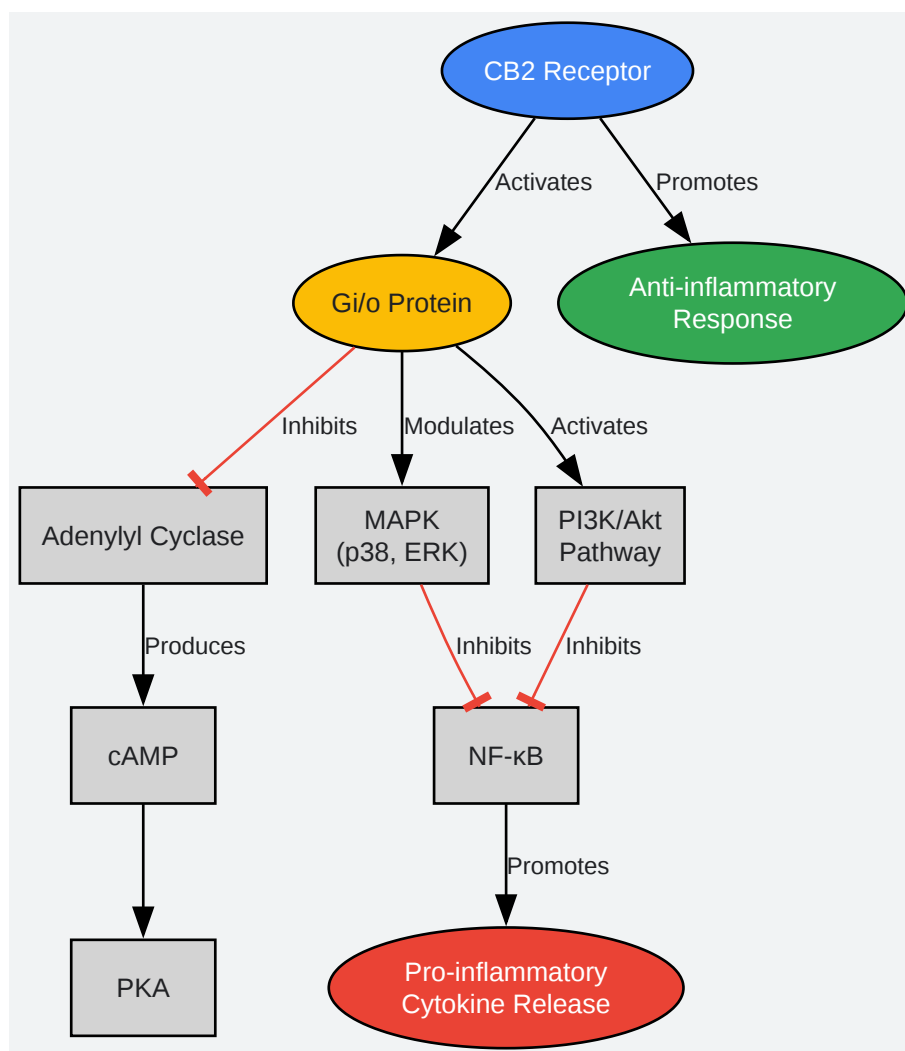 CB2 Receptor
Activates
Promotes
Gi/o Protein
Anti-inflammatory
Response
Inhibits
Modulates
Activates
Adenylyl Cyclase
MAPK
(p38, ERK)
PI3K/Akt
Pathway
Produces
Inhibits
Inhibits
cAMP
NF-κB
Promotes
PKA
Pro-inflammatory
Cytokine Release